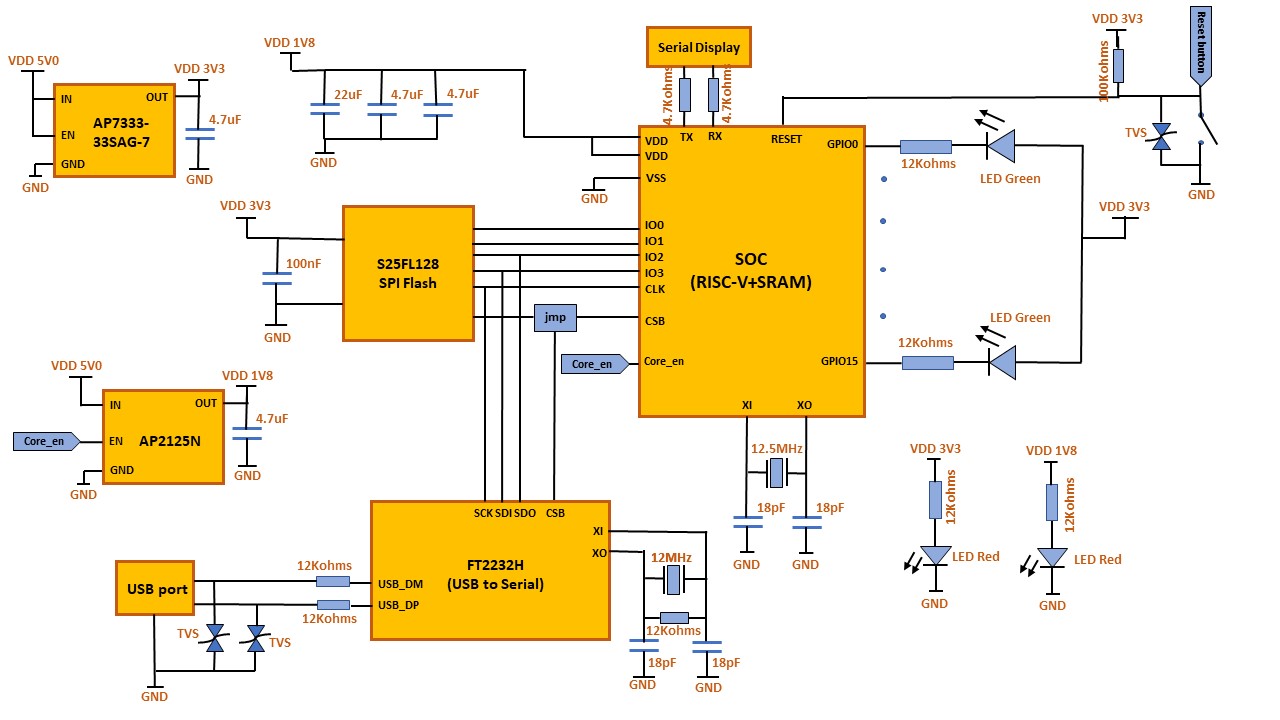 VDD 5V0
IN
EN
GND
OUT
AP7333-
33SAG-7
GND
VDD 3V3
4.7uF
GND
VDD 1V8
22uF
4.7uF
4.7uF
GND
Serial Display
4.7Kohms
4.7Kohms
TX
RX
RESET
VDD
VDD
VSS
GND
IO0
IO1
IO2
IO3
CLK
CSB
Core_en
Core_en
SOC
(RISC-V+SRAM)
GPIO0
GPIO15
XI
XO
VDD 3V3
100Kohms
Reset button
TVS
GND
12Kohms
LED Green
VDD 3V3
LED Green
12Kohms
VDD 3V3
100nF
GND
S25FL128
SPI Flash
jmp
VDD 5V0
IN
EN
GND
OUT
AP2125N
Core_en
GND
VDD 1V8
4.7uF
GND
12.5MHz
18pF
18pF
GND
GND
VDD 3V3
12Kohms
LED Red
GND
VDD 1V8
12Kohms
LED Red
GND
SCK
SDI
SDO
CSB
XI
XO
FT2232H
(USB to Serial)
USB_DM
USB_DP
12MHz
12Kohms
18pF
18pF
GND
GND
USB port
12Kohms
12Kohms
TVS
TVS
GND